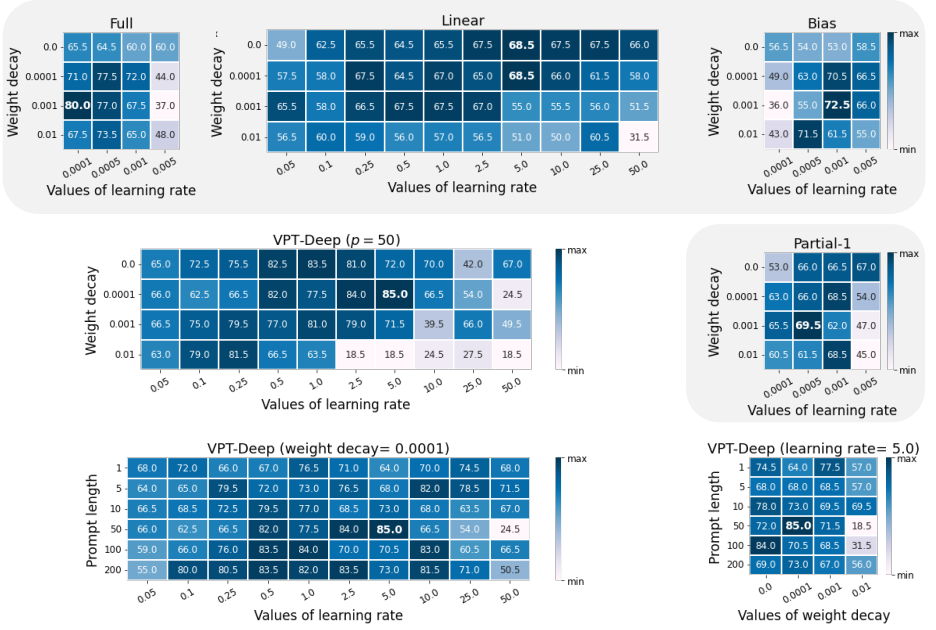 Full
Weight decay
0.0 65.5 64.5 60.0 60.0
0.0001 71.0 77.5 72.0 44.0
0.001 80.0 77.0 67.5 37.0
0.01 67.5 73.5 65.0 48.0
0.0001 0.0005 0.001 0.005
Values of learning rate
Linear
Weight decay
0.0 49.0 62.5 65.5 64.5 65.5 67.5 68.5 67.5 67.5 66.0
0.0001 57.5 58.0 67.5 64.5 67.0 65.0 68.5 66.0 61.5 58.0
0.001 65.5 58.0 66.5 67.5 67.5 67.0 55.0 55.5 56.0 51.5
0.01 56.5 60.0 59.0 56.0 57.0 56.5 51.0 50.0 60.5 31.5
0.05 0.1 0.25 0.5 1.0 2.5 5.0 10.0 25.0 50.0
Values of learning rate
Bias
Weight decay
0.0 56.5 54.0 53.0 58.5
0.0001 49.0 63.0 70.5 66.5
0.001 36.0 55.0 72.5 66.0
0.01 43.0 71.5 61.5 55.0
0.0001 0.0005 0.001 0.005
Values of learning rate
max
min
VPT-Deep (p = 50)
Weight decay
0.0 65.0 72.5 75.5 82.5 83.5 81.0 72.0 70.0 42.0 67.0
0.0001 66.0 62.5 66.5 82.0 77.5 84.0 85.0 66.5 54.0 24.5
0.001 66.5 75.0 79.5 77.0 81.0 79.0 71.5 39.5 66.0 49.5
0.01 63.0 79.0 81.5 66.5 63.5 18.5 18.5 24.5 27.5 18.5
0.05 0.1 0.25 0.5 1.0 2.5 5.0 10.0 25.0 50.0
Values of learning rate
max
min
Partial-1
Weight decay
0.0 53.0 66.0 66.5 67.0
0.0001 63.0 66.0 68.5 54.0
0.001 65.5 69.5 62.0 47.0
0.01 60.5 61.5 68.5 45.0
0.0001 0.0005 0.001 0.005
Values of learning rate
max
min
VPT-Deep (weight decay= 0.0001)
Prompt length
1 68.0 72.0 66.0 67.0 76.5 71.0 64.0 70.0 74.5 68.0
5 64.0 65.0 79.5 72.0 73.0 76.5 68.0 82.0 78.5 71.5
10 66.5 68.5 72.5 79.5 77.0 68.5 73.0 68.0 63.5 67.0
50 66.0 62.5 66.5 82.0 77.5 84.0 85.0 66.5 54.0 24.5
100 59.0 66.0 76.0 83.5 84.0 70.0 70.5 83.0 60.5 66.5
200 55.0 80.0 80.5 83.5 82.0 83.5 73.0 81.5 71.0 50.5
0.05 0.1 0.25 0.5 1.0 2.5 5.0 10.0 25.0 50.0
Values of learning rate
max
min
VPT-Deep (learning rate= 5.0)
Prompt length
1 74.5 64.0 77.5 57.0
5 68.0 68.0 68.5 57.0
10 78.0 73.0 69.5 69.5
50 72.0 85.0 71.5 18.5
100 84.0 70.5 68.5 31.5
200 69.0 73.0 67.0 56.0
0.0 0.0001 0.001 0.01
Values of weight decay
max
min